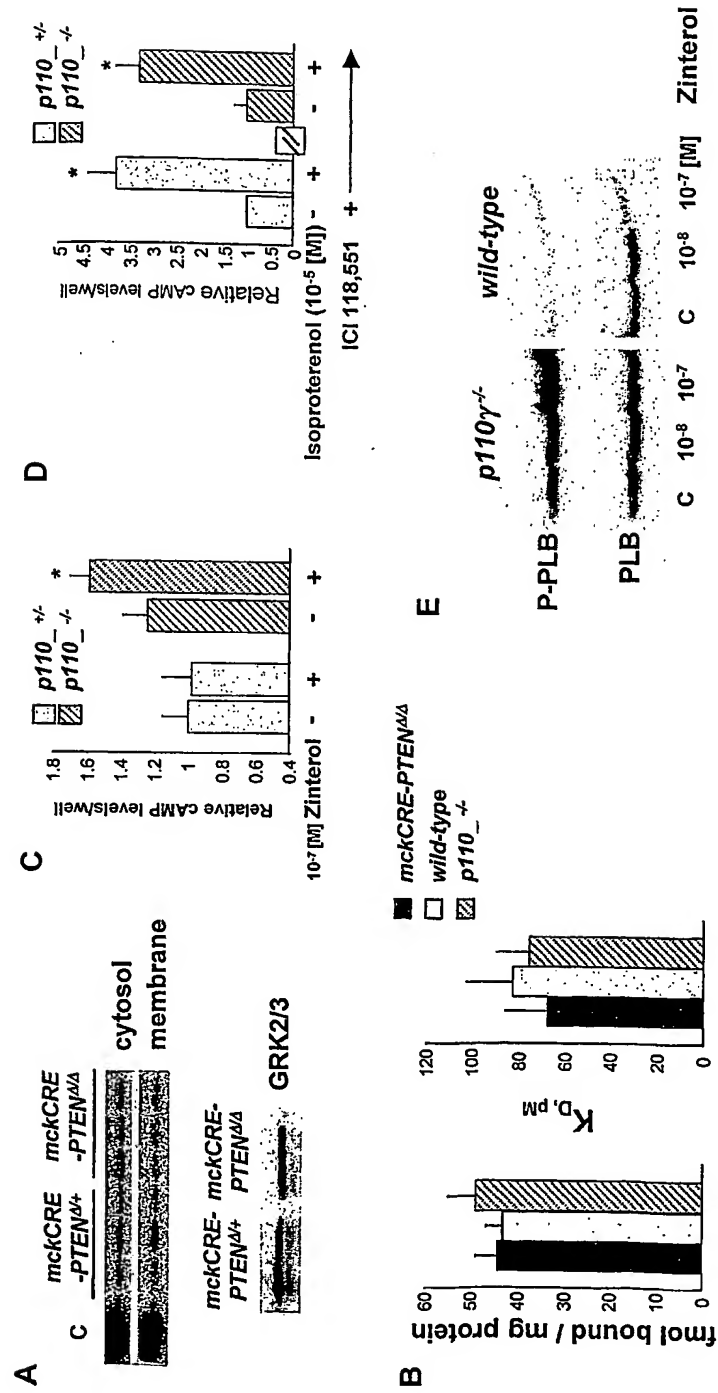 A
C
mckCRE
-PTENΔ/+
mckCRE
-PTENΔ/Δ
cytosol
membrane
mckCRE-
PTENΔ/+
mckCRE-
PTENΔ/Δ
GRK2/3
B
fmol bound / mg protein
60
50
40
30
20
10
0
KD, pM
120
100
80
60
40
20
0
mckCRE-PTENΔ/Δ
wild-type
p110_-/-
C
p110_+/-
p110_-/-
Relative cAMP levels/well
1.8
1.6
1.4
1.2
1
0.8
0.6
0.4
*
10-7 [M] Zinterol
-
+
-
+
D
p110_+/-
p110_-/-
Relative cAMP levels/well
5
4.5
4
3.5
3
2.5
2
1.5
1
0.5
0
*
*
Isoproterenol (10-5 [M])
-
+
-
+
ICI 118,551
+
E
p110γ-/-
wild-type
P-PLB
PLB
C
10-8
10-7
C
10-8
10-7 [M]
Zinterol